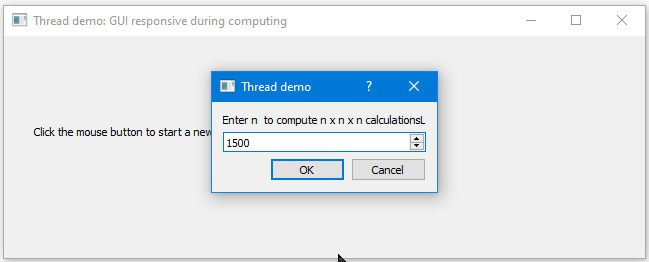 Thread demo: GUI responsive during computing
Thread demo
?
Enter n  to compute n x n x n calculationsL
Click the mouse button to start a new
1500
OK
Cancel